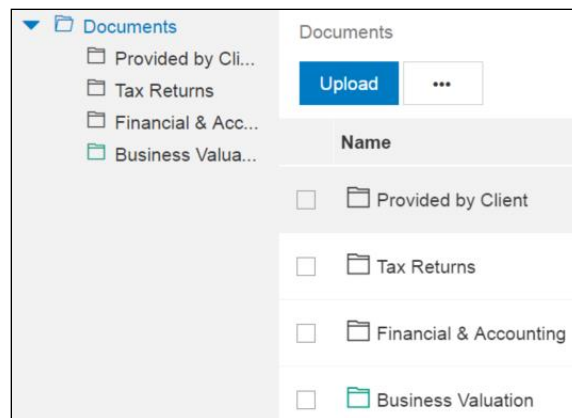 Documents
Provided by Cli...
Tax Returns
Financial & Acc...
Business Valua...
Documents
Upload
•••
Name
Provided by Client
Tax Returns
Financial & Accounting
Business Valuation